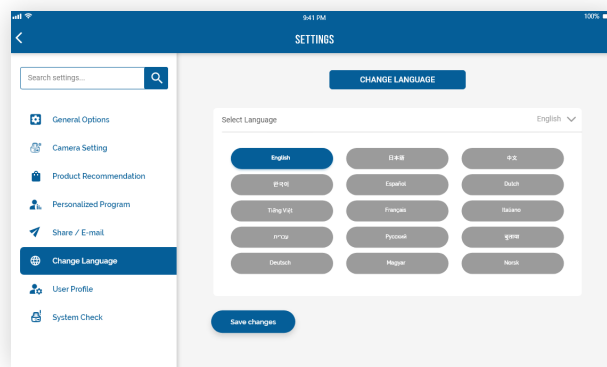 9:41 PM
100%
SETTINGS
Search settings...
CHANGE LANGUAGE
General Options
Camera Setting
Product Recommendation
Personalized Program
Share / E-mail
Change Language
User Profile
System Check
Select Language
English
English
日本語
中文
한국어
Español
Dutch
Tiếng Việt
Français
Italiano
עברית
Русский
Deutsch
Magyar
Norsk
Save changes